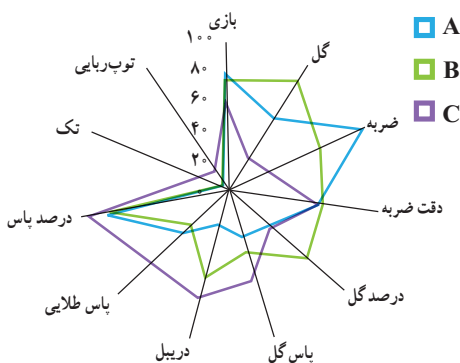 بازی
گل
ضربه
دقت ضربه
درصد گل
پاس گل
دریبل
پاس طلایی
درصد پاس
تک
توپ‌ربایی
۱۰۰
۸۰
۶۰
۴۰
۲۰
۰
A
B
C